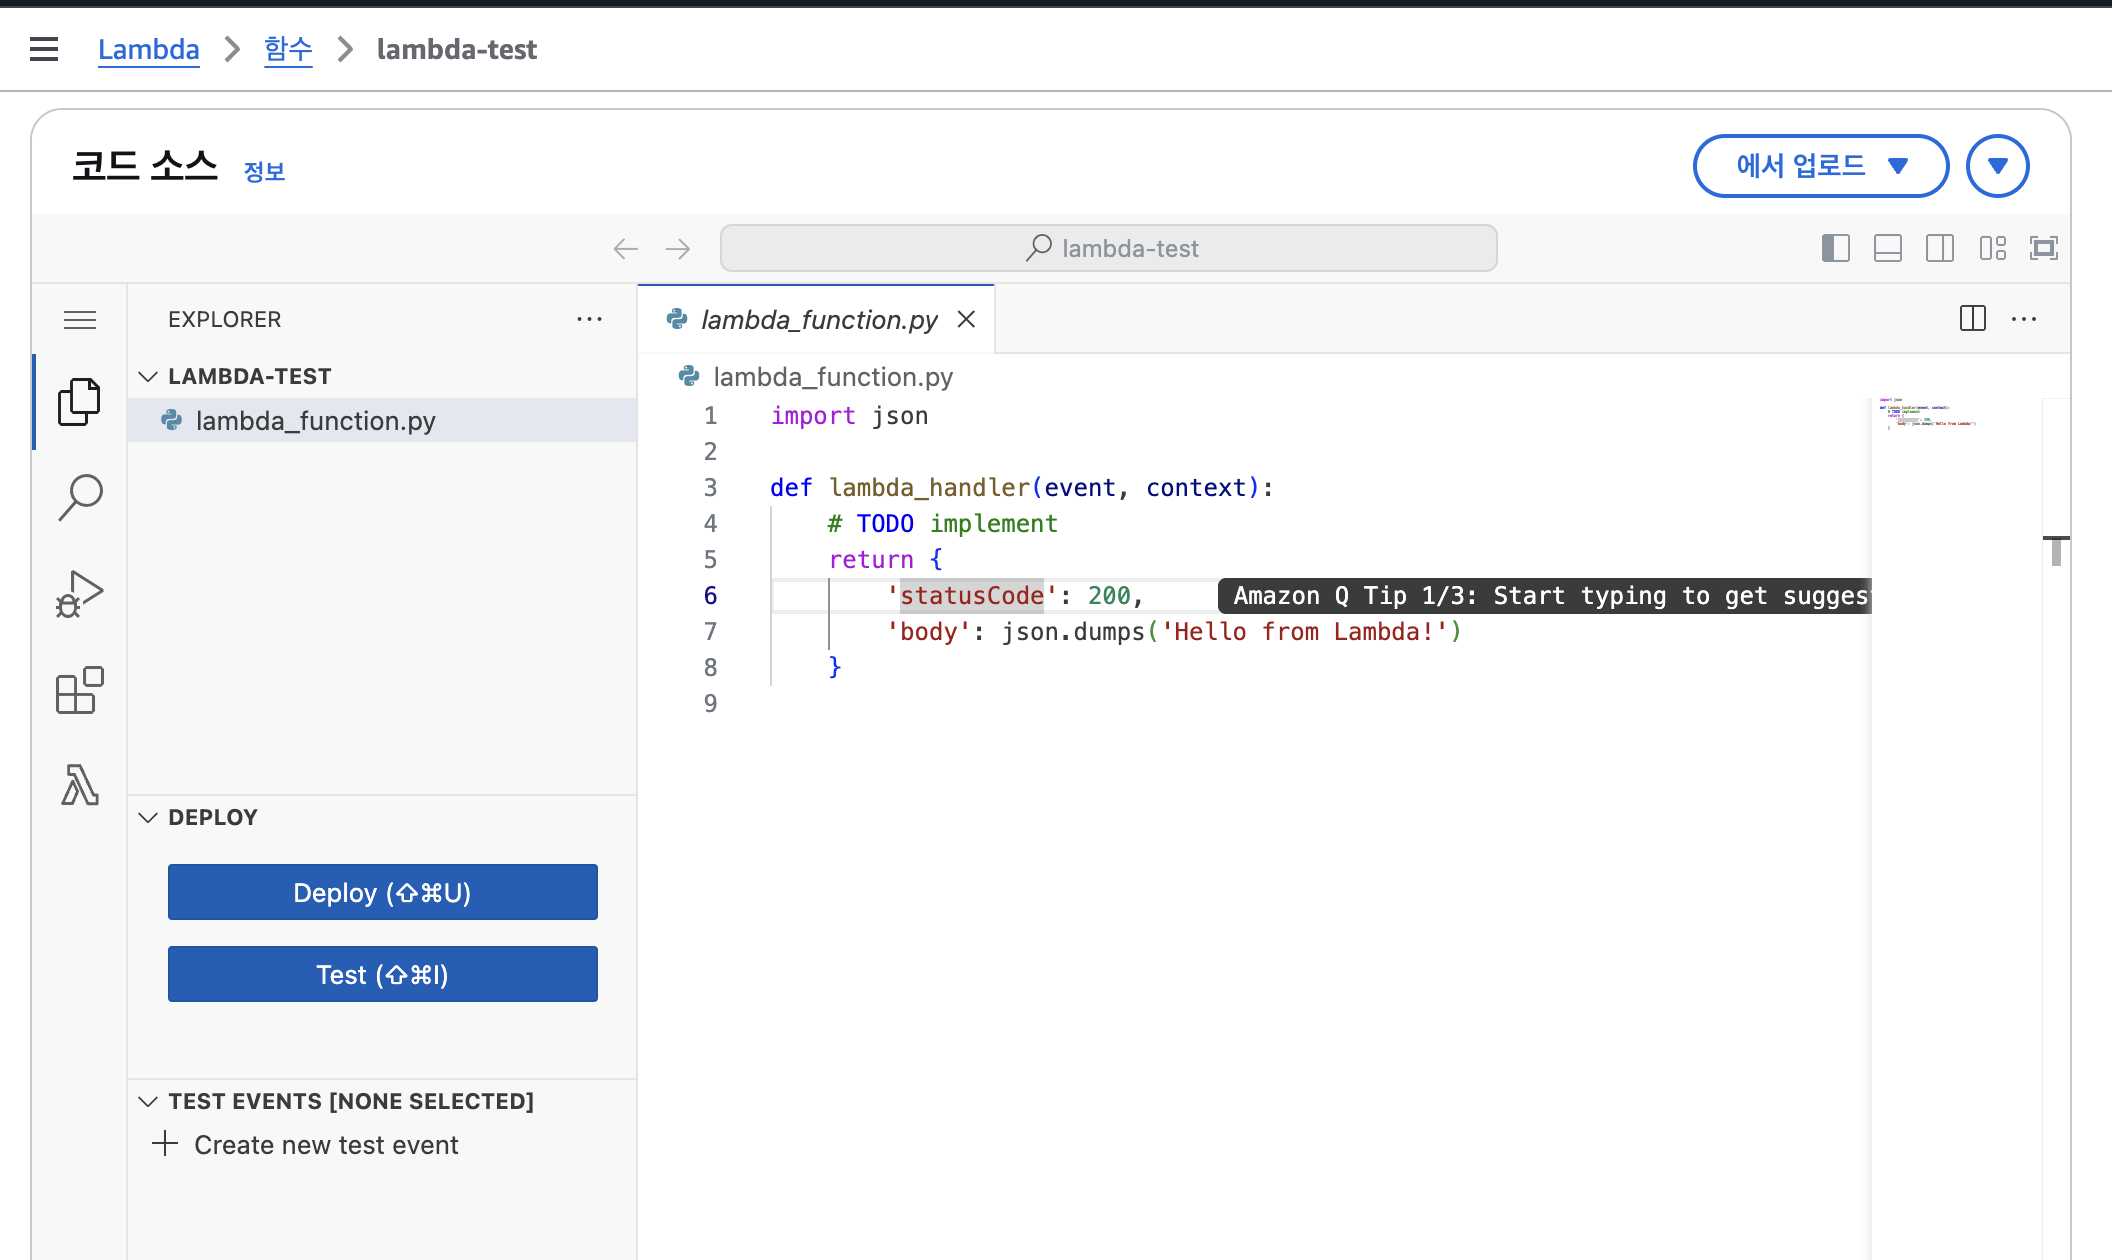 Lambda > 함수 > lambda-test
코드 소스 정보
에서 업로드
lambda-test
EXPLORER
LAMBDA-TEST
lambda_function.py
DEPLOY
Deploy (⇧⌘U)
Test (⇧⌘I)
TEST EVENTS [NONE SELECTED]
Create new test event
lambda_function.py
lambda_function.py
1 import json
2
3 def lambda_handler(event, context):
4     # TODO implement
5     return {
6         'statusCode': 200, Amazon Q Tip 1/3: Start typing to get sugges
7         'body': json.dumps('Hello from Lambda!')
8     }
9